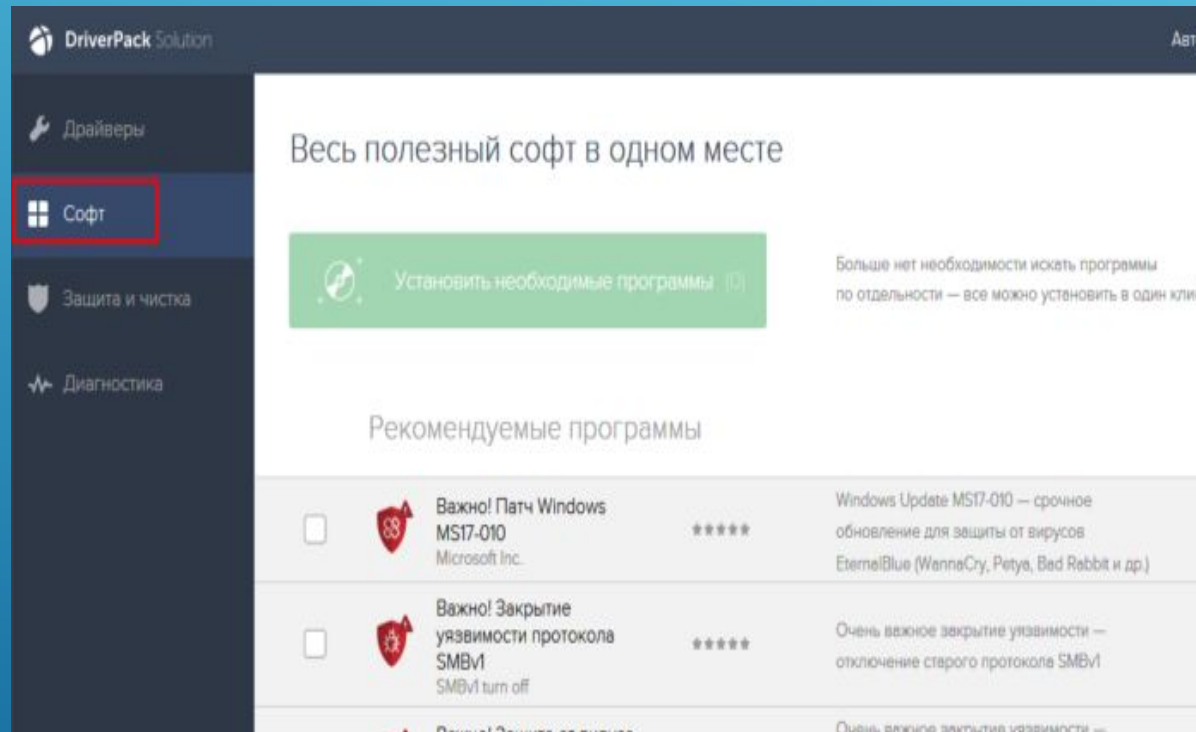 DriverPack Solution
Драйверы
Софт
Защита и чистка
Диагностика
Весь полезный софт в одном месте
Установить необходимые программы (0)
Больше нет необходимости искать программы
по отдельности — все можно установить в один
Рекомендуемые программы
Важно! Патч Windows
MS17-010
Microsoft Inc.
Windows Update MS17-010 — срочное
обновление для защиты от вирусов
EternalBlue (WannaCry, Petya, Bad Rabbit и др.)
Важно! Закрытие
уязвимости протокола
SMBv1
SMBv1 turn off
Очень важное закрытие уязвимости —
отключение старого протокола SMBv1
Очень важное закрытие уязвимости —